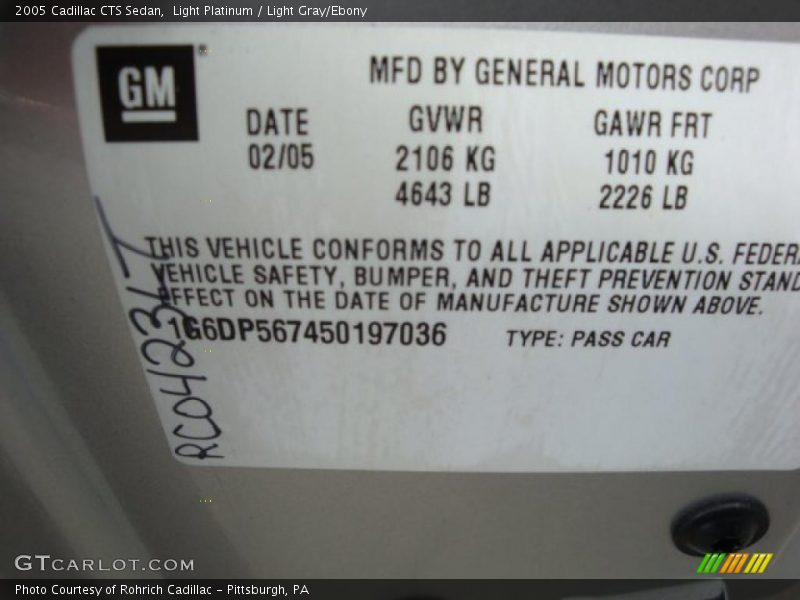 2005 Cadillac CTS Sedan, Light Platinum / Light Gray/Ebony
GM
MFD BY GENERAL MOTORS CORP
DATE GVWR GAWR FRT
02/05 2106 KG 1010 KG
4643 LB 2226 LB
THIS VEHICLE CONFORMS TO ALL APPLICABLE U.S. FEDERA
VEHICLE SAFETY, BUMPER, AND THEFT PREVENTION STAND
EFFECT ON THE DATE OF MANUFACTURE SHOWN ABOVE.
1G6DP567450197036 TYPE: PASS CAR
RC04234T
GTCARLOT.COM
Photo Courtesy of Rohrich Cadillac - Pittsburgh, PA